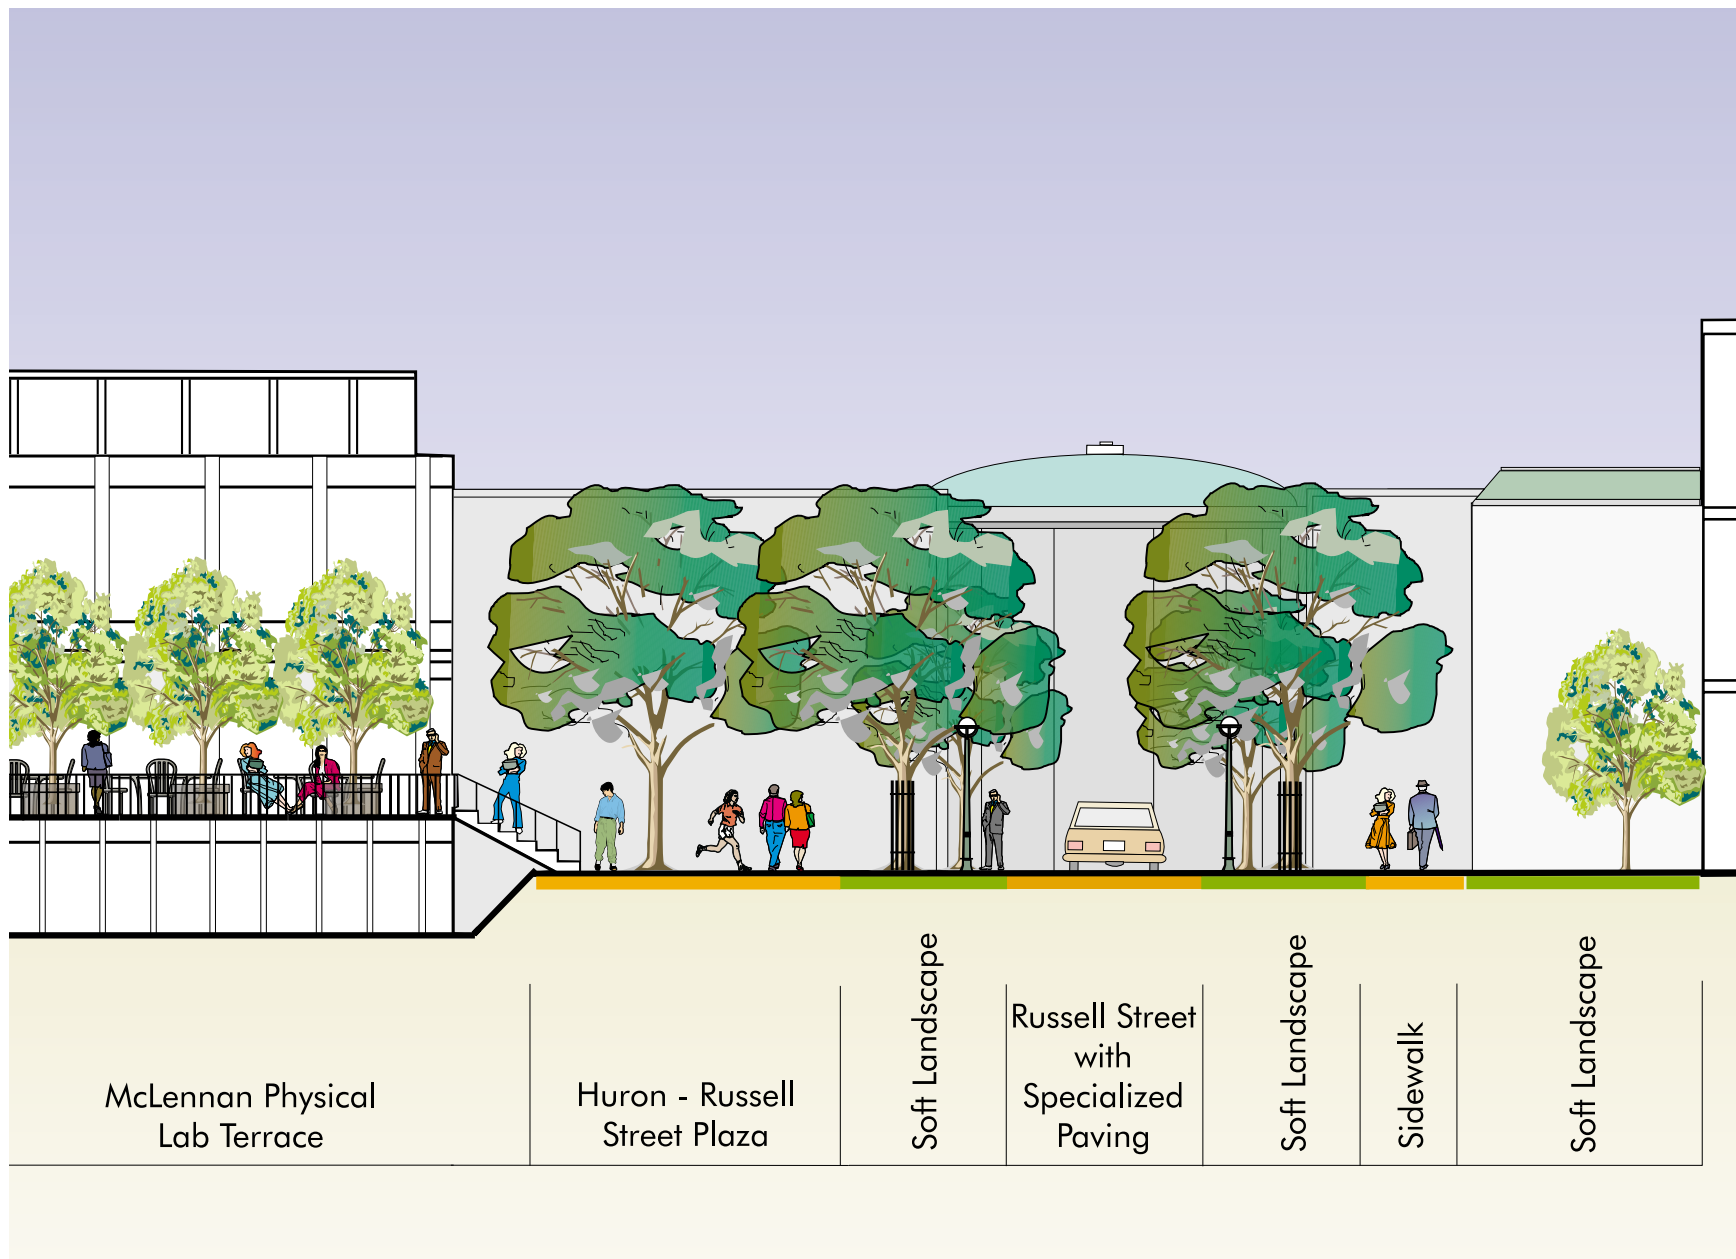 McLennan Physical
Lab Terrace
Huron - Russell
Street Plaza
Soft Landscape
Russell Street
with
Specialized
Paving
Soft Landscape
Sidewalk
Soft Landscape